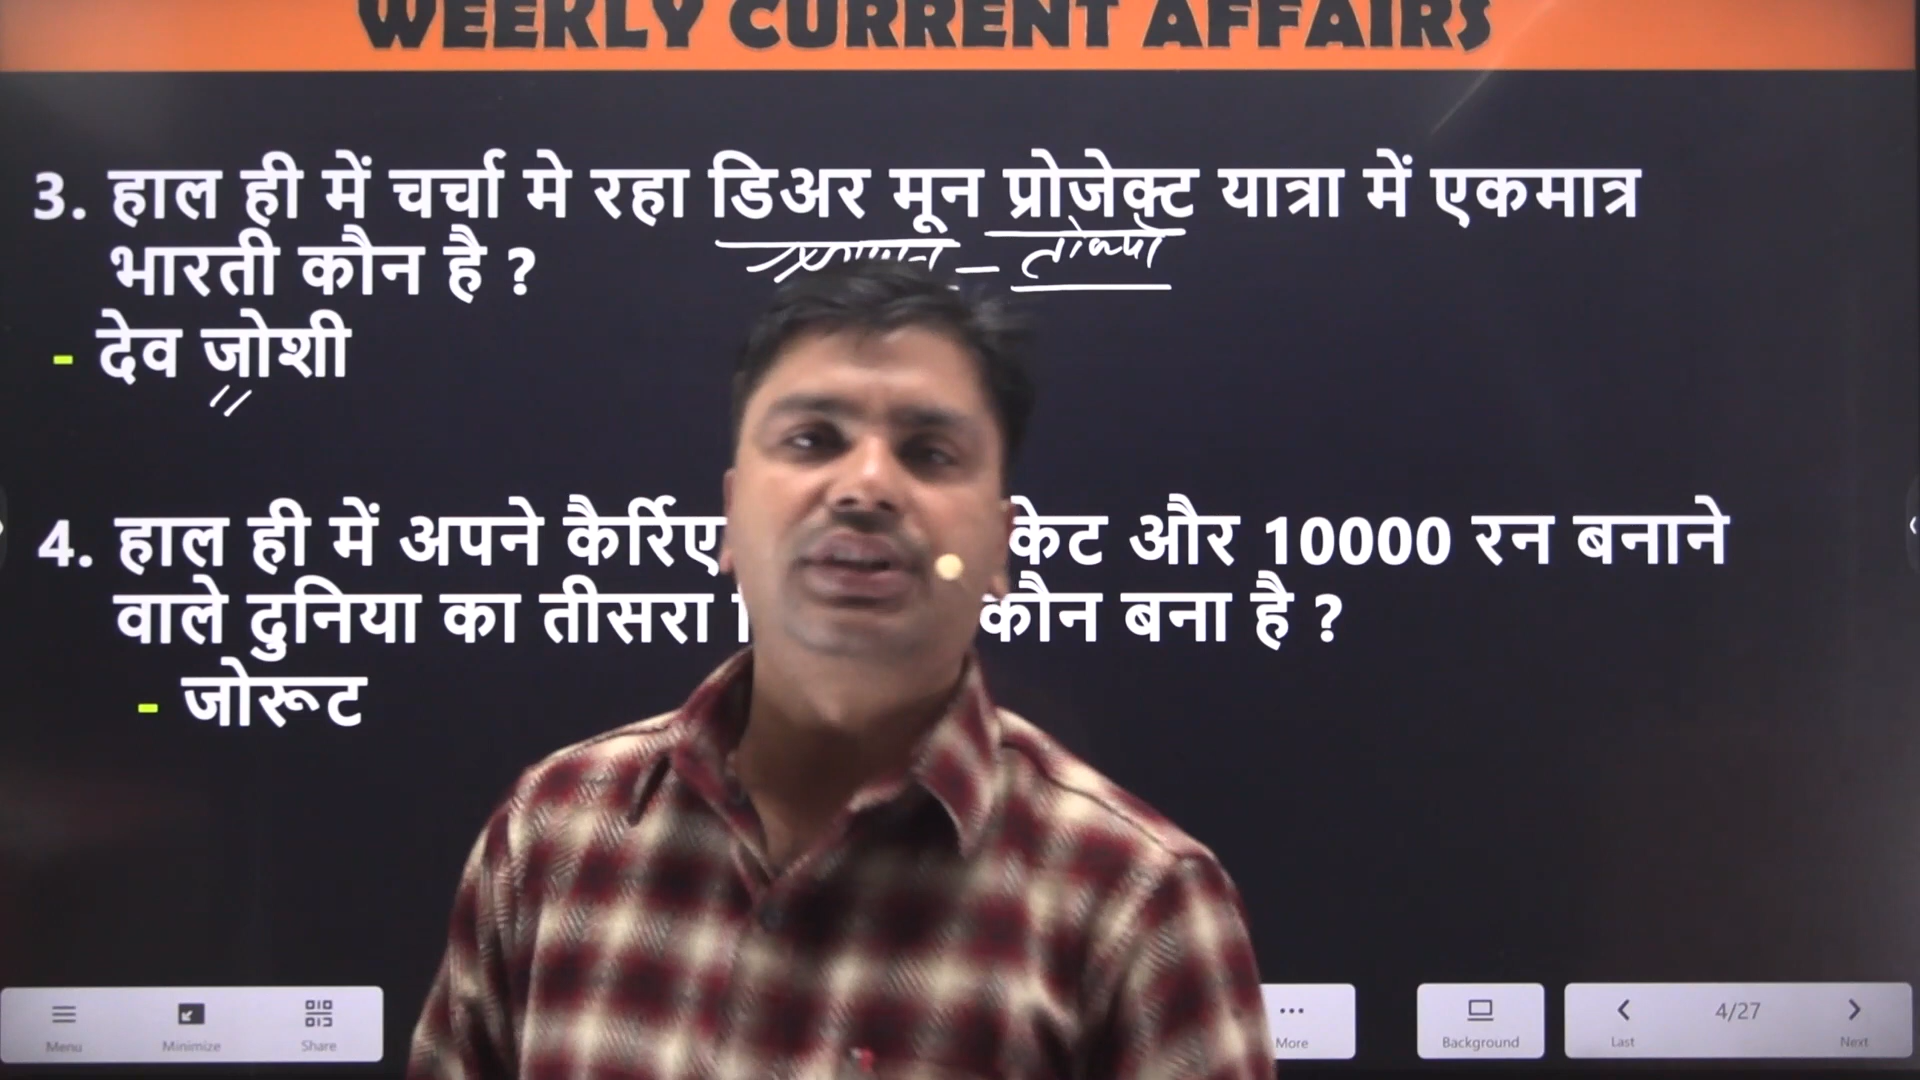 WEEKLY CURRENT AFFAIRS
3. हाल ही में चर्चा मे रहा डिअर मून प्रोजेक्ट यात्रा में एकमात्र
भारती कौन है ?
- देव जोशी
4. हाल ही में अपने कैरिए केट और 10000 रन बनाने
वाले दुनिया का तीसरा कौन बना है ?
- जोरूट
Menu
Minimize
Share
More
Background
Last
4/27
Next